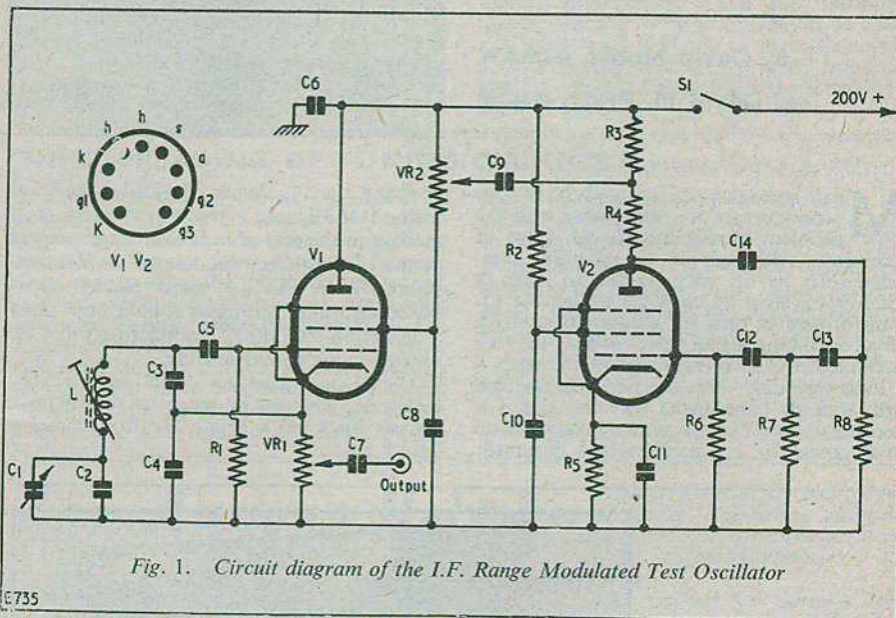 C6
S1
200V +
h
h
s
k
a
g1
g2
K
g3
V1 V2
R3
VR2
C9
R4
R2
C14
V1
V2
C5
C12
C13
L
C3
C8
C10
R6
R7
R8
C4
R1
VR1
C7
R5
C11
C1
C2
Output
Fig. 1. Circuit diagram of the I.F. Range Modulated Test Oscillator
E735